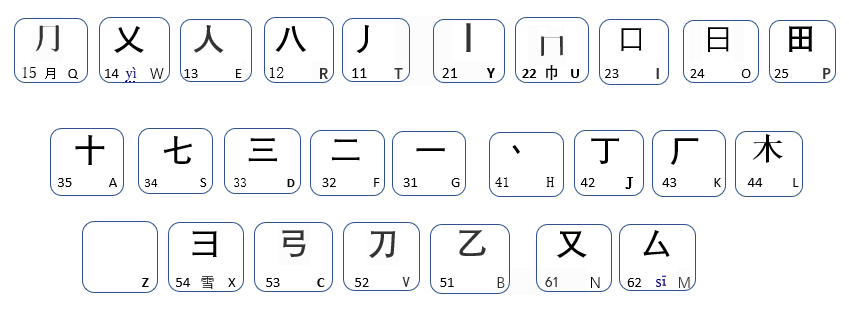 ⺆ 乂 人 八 丿 丨 冂 口 日 田
15 月 Q 14 yì W 13 E 12 R 11 T 21 Y 22 巾 U 23 I 24 O 25 P
十 七 三 二 一 丶 丁 厂 木
35 A 34 S 33 D 32 F 31 G 41 H 42 J 43 K 44 L
彐 弓 刀 乙 又 厶
Z 54 雪 X 53 C 52 V 51 B 61 N 62 sī M